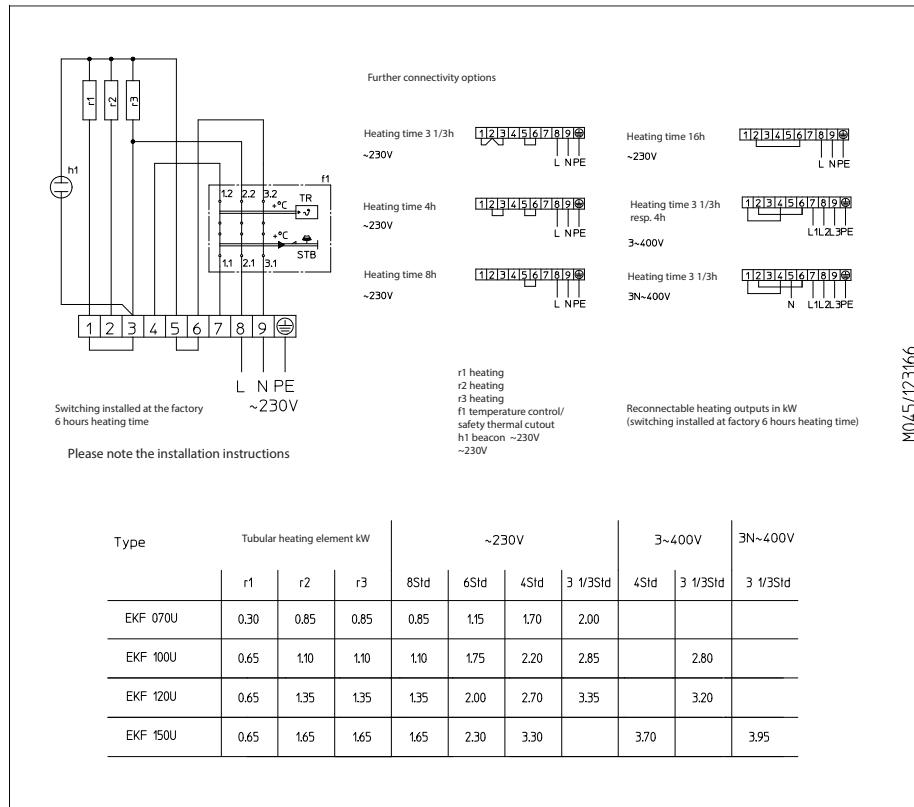 r1
r2
r3
h1
f1
1.2 2.2 3.2
+°C TR
+°C
STB
1.1 2.1 3.1
1 2 3 4 5 6 7 8 9
L N PE
~230V
Switching installed at the factory
6 hours heating time
Please note the installation instructions
Further connectivity options
Heating time 3 1/3h
~230V
1 2 3 4 5 6 7 8 9
L N PE
Heating time 4h
~230V
1 2 3 4 5 6 7 8 9
L N PE
Heating time 8h
~230V
1 2 3 4 5 6 7 8 9
L N PE
Heating time 16h
~230V
1 2 3 4 5 6 7 8 9
L N PE
Heating time 3 1/3h
resp. 4h
3~400V
1 2 3 4 5 6 7 8 9
L1 L2 L3 PE
Heating time 3 1/3h
3N~400V
1 2 3 4 5 6 7 8 9
N L1 L2 L3 PE
r1 heating
r2 heating
r3 heating
f1 temperature control/
safety thermal cutout
h1 beacon ~230V
~230V
Reconnectable heating outputs in kW
(switching installed at factory 6 hours heating time)
M045/123166
Type Tubular heating element kW ~230V 3~400V 3N~400V
r1 r2 r3 8Std 6Std 4Std 3 1/3Std 4Std 3 1/3Std 3 1/3Std
EKF 070U 0.30 0.85 0.85 0.85 1.15 1.70 2.00
EKF 100U 0.65 1.10 1.10 1.10 1.75 2.20 2.85 2.80
EKF 120U 0.65 1.35 1.35 1.35 2.00 2.70 3.35 3.20
EKF 150U 0.65 1.65 1.65 1.65 2.30 3.30 3.70 3.95